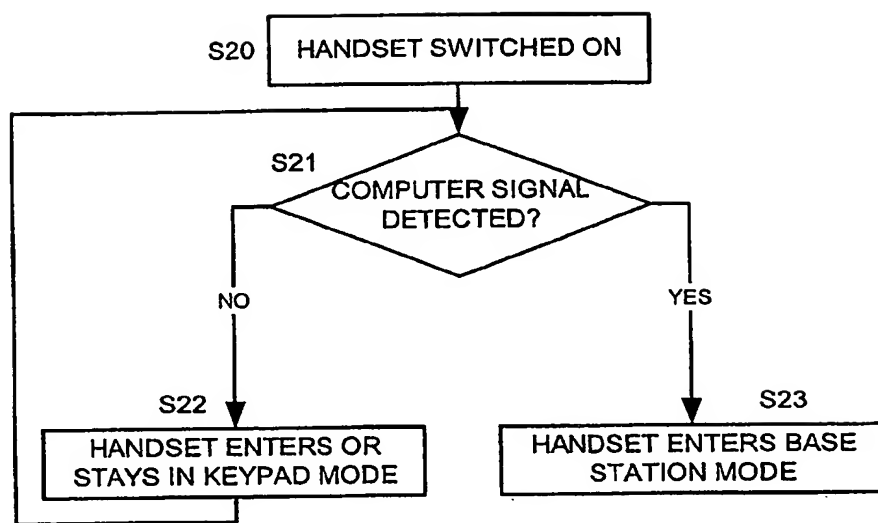 S20
HANDSET SWITCHED ON
S21
COMPUTER SIGNAL
DETECTED?
NO
YES
S22
HANDSET ENTERS OR
STAYS IN KEYPAD MODE
S23
HANDSET ENTERS BASE
STATION MODE